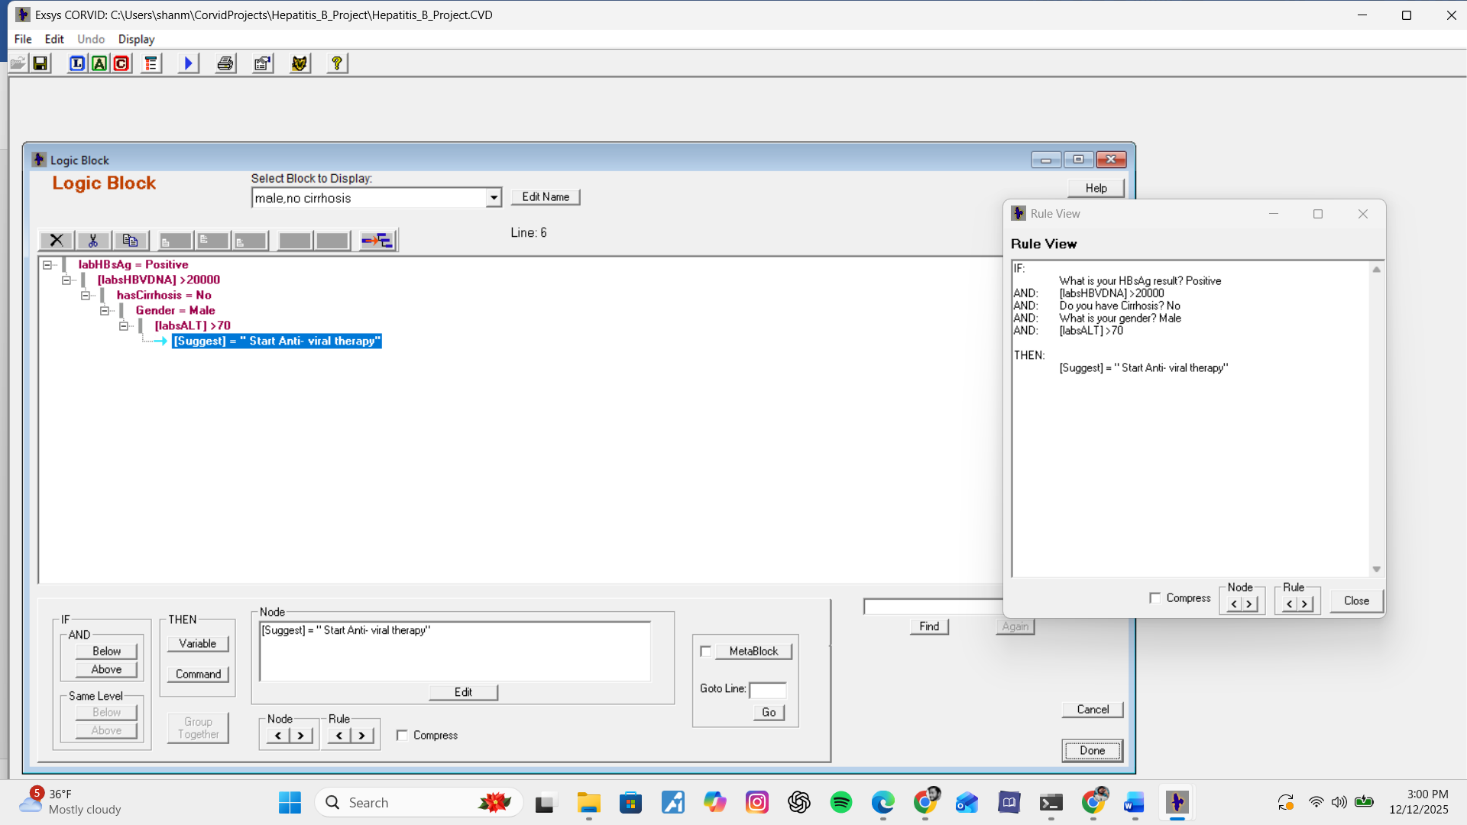 Exsys CORVID: C:\Users\shanm\CorvidProjects\Hepatitis_B_Project\Hepatitis_B_Project.CVD
File Edit Undo Display
L A C ?
Logic Block
Logic Block
Select Block to Display:
male,no cirrhosis
Edit Name
Help
Line: 6
labHBsAg = Positive
[labsHBVDNA] >20000
hasCirrhosis = No
Gender = Male
[labsALT] >70
[Suggest] = " Start Anti- viral therapy"
Rule View
Rule View
IF:
What is your HBsAg result? Positive
AND: [labsHBVDNA] >20000
AND: Do you have Cirrhosis? No
AND: What is your gender? Male
AND: [labsALT] >70
THEN:
[Suggest] = " Start Anti- viral therapy"
Compress
Node
< >
Rule
< >
Close
IF
AND
Below
Above
Same Level
Below
Above
THEN
Variable
Command
Group
Together
Node
[Suggest] = " Start Anti- viral therapy"
Edit
Node
< >
Rule
< >
Compress
MetaBlock
Goto Line:
Go
Find
Again
Cancel
Done
5
36°F
Mostly cloudy
Search
3:00 PM
12/12/2025